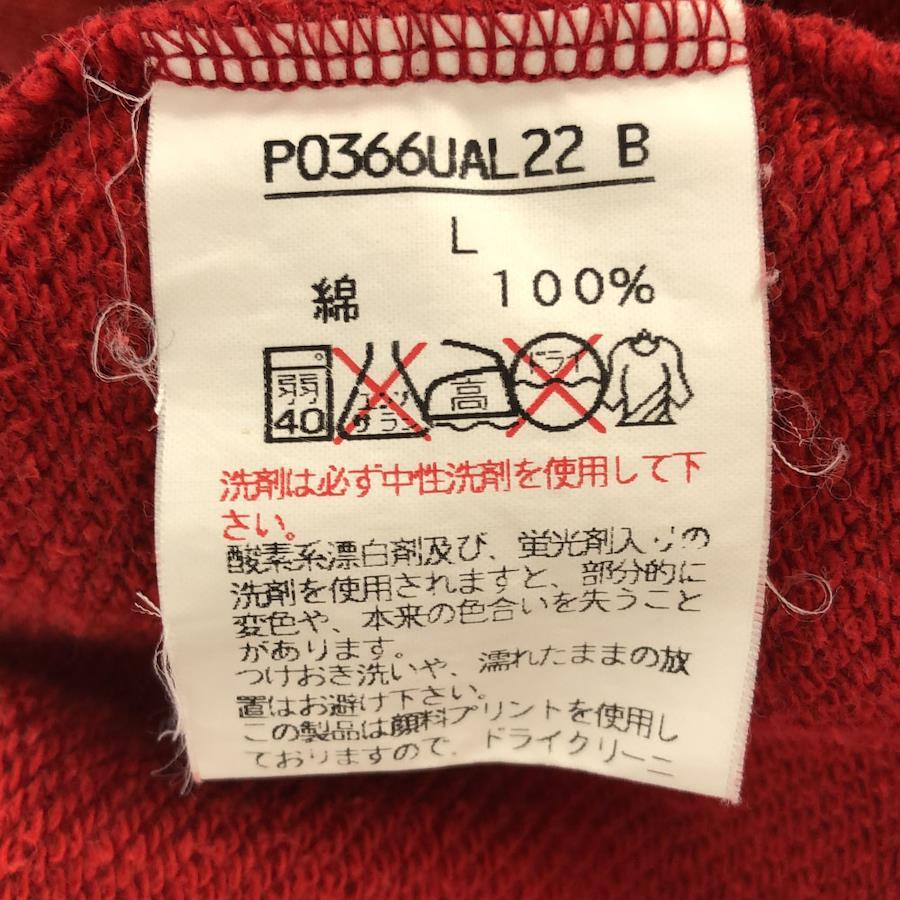 P0366UAL22 B
L
綿 100%
弱 40 エンソ サラシ 高 ドライ
洗剤は必ず中性洗剤を使用して下
さい。
酸素系漂白剤及び、蛍光剤入りの
洗剤を使用されますと、部分的に
変色や、本来の色合いを失うこと
があります。
つけおき洗いや、濡れたままの放
置はお避け下さい。
この製品は顔料プリントを使用し
ておりますので、ドライクリーニ